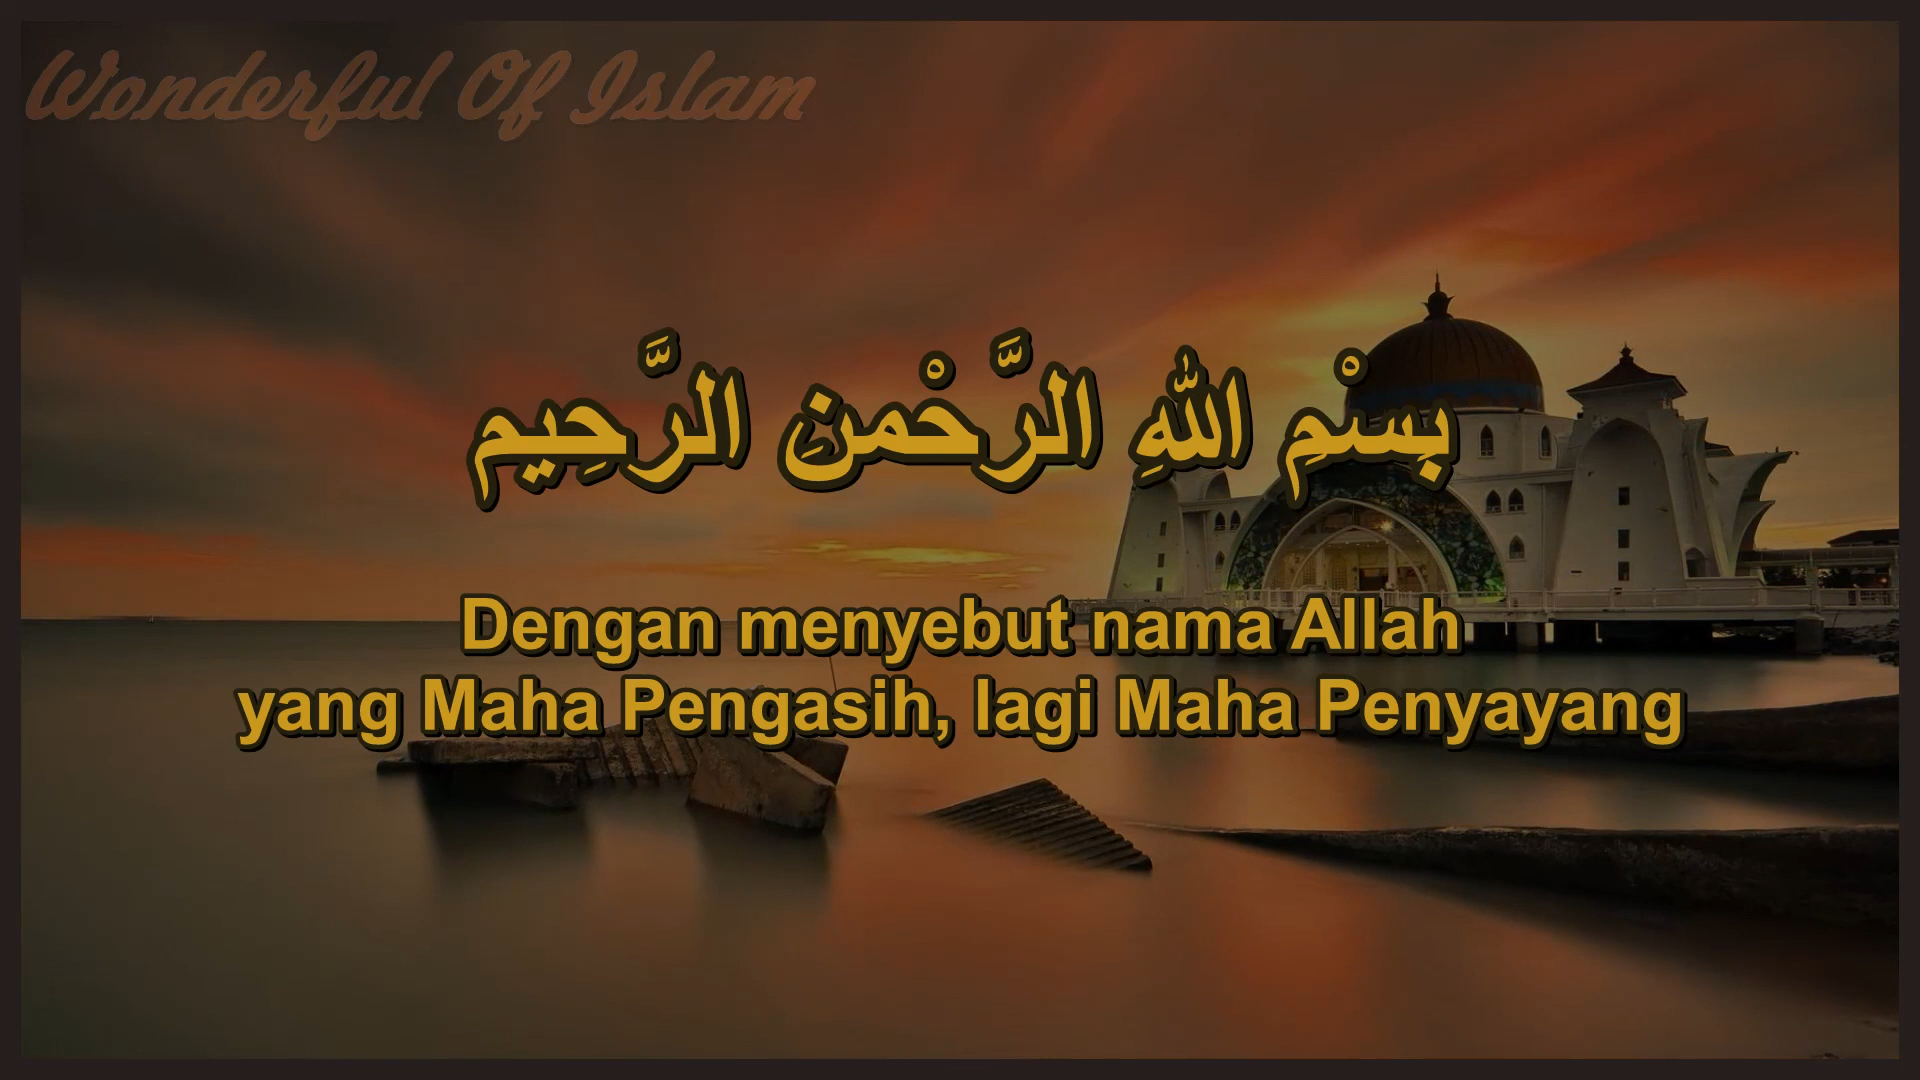 Wonderful Of Islam
بِسْمِ اللهِ الرَّحْمنِ الرَّحِيم
Dengan menyebut nama Allah
yang Maha Pengasih, lagi Maha Penyayang